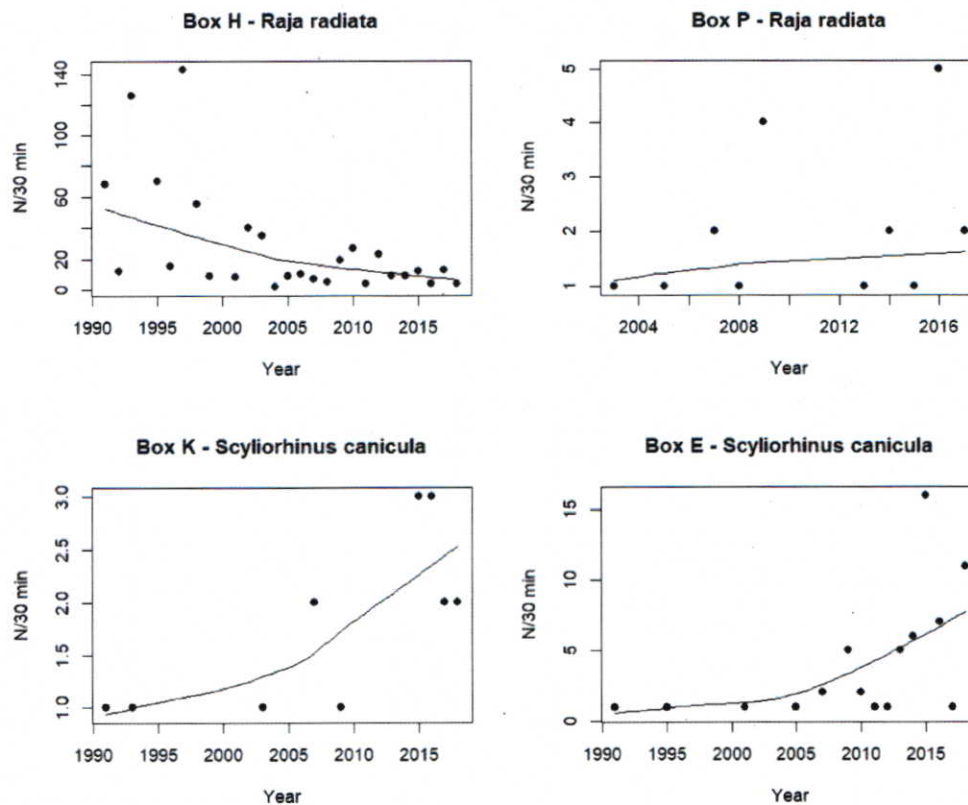 Box H - Raja radiata
N/30 min
140
100
60
20
0
1990 1995 2000 2005 2010 2015
Year
Box P - Raja radiata
N/30 min
5
4
3
2
1
2004 2008 2012 2016
Year
Box K - Scyliorhinus canicula
N/30 min
3.0
2.5
2.0
1.5
1.0
1990 1995 2000 2005 2010 2015
Year
Box E - Scyliorhinus canicula
N/30 min
15
10
5
0
1990 1995 2000 2005 2010 2015
Year